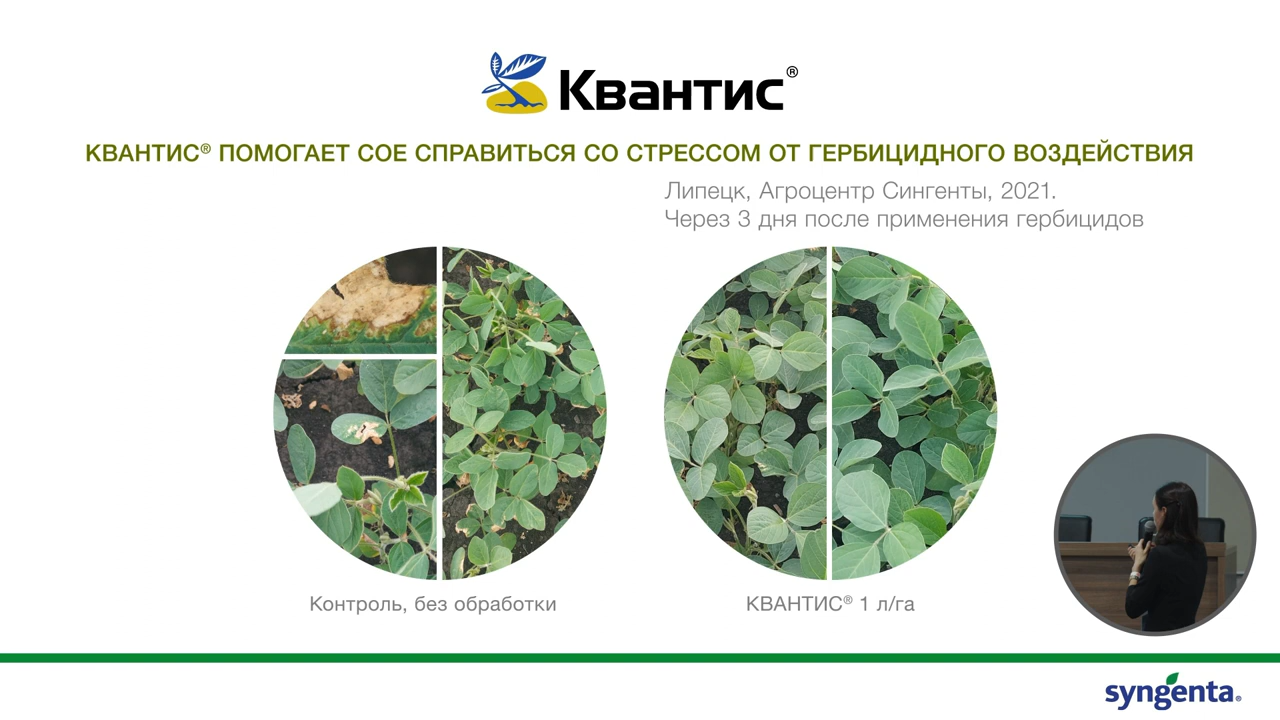 Квантис®
КВАНТИС® ПОМОГАЕТ СОЕ СПРАВИТЬСЯ СО СТРЕССОМ ОТ ГЕРБИЦИДНОГО ВОЗДЕЙСТВИЯ
Липецк, Агроцентр Сингенты, 2021.
Через 3 дня после применения гербицидов
Контроль, без обработки
КВАНТИС® 1 л/га
syngenta®